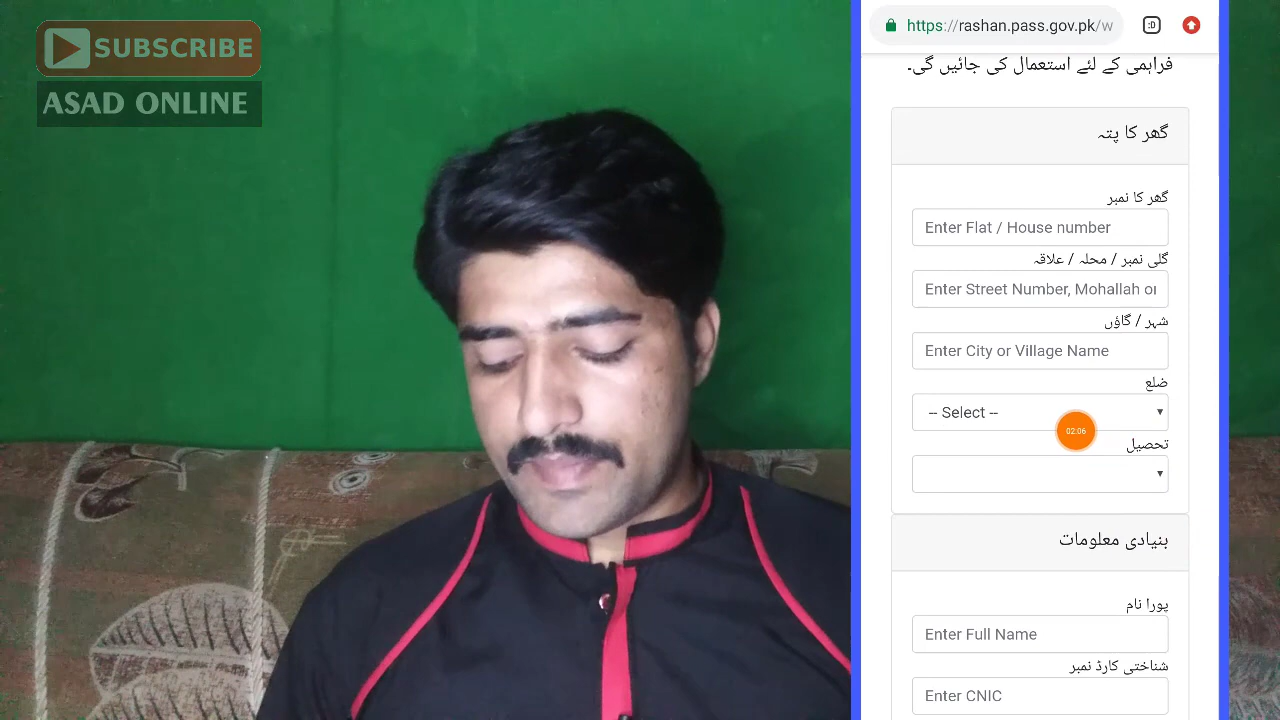 SUBSCRIBE
ASAD ONLINE
https://rashan.pass.gov.pk/w
:D
فراہمی کے لئے استعمال کی جائیں گی۔
گھر کا پتہ
گھر کا نمبر
Enter Flat / House number
گلی نمبر / محلہ / علاقہ
Enter Street Number, Mohallah or
شہر / گاؤں
Enter City or Village Name
ضلع
-- Select --
02:06
تحصیل
بنیادی معلومات
پورا نام
Enter Full Name
شناختی کارڈ نمبر
Enter CNIC